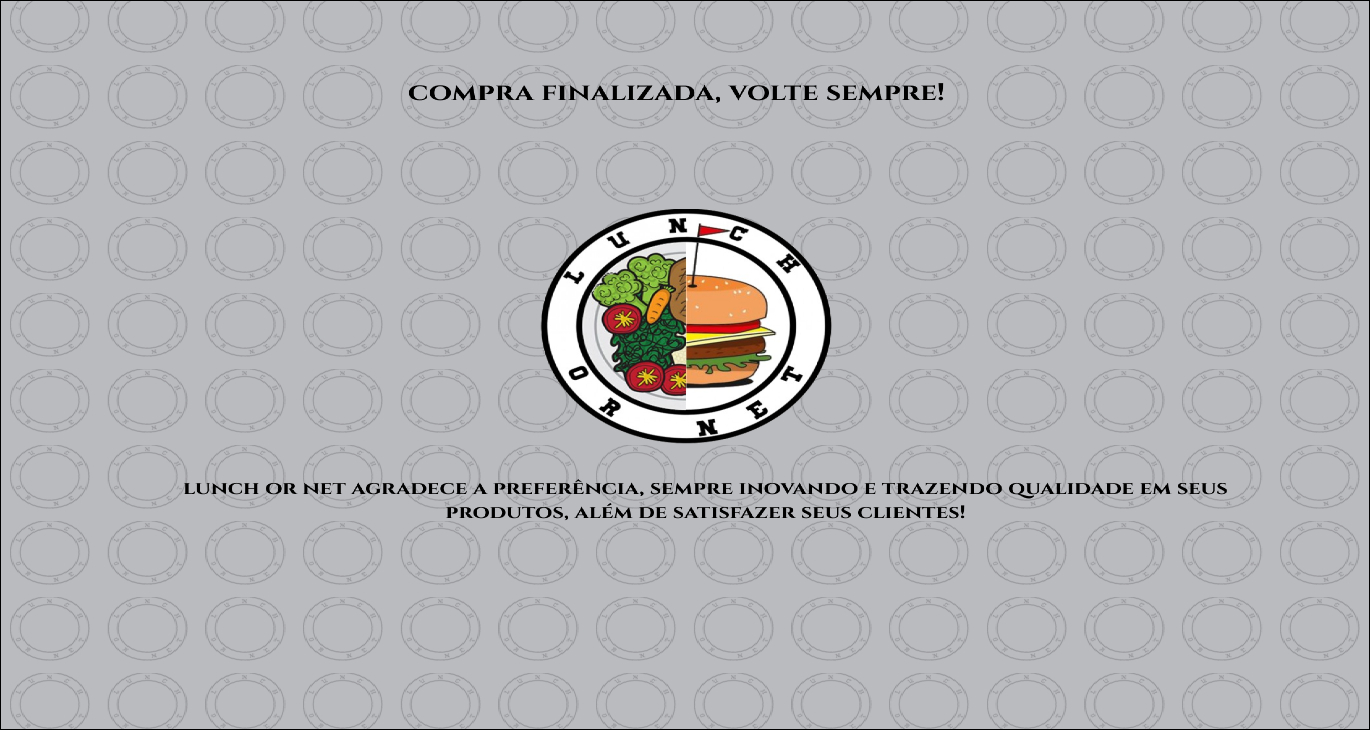 COMPRA FINALIZADA, VOLTE SEMPRE!
LUNCH
OR NET
LUNCH OR NET AGRADECE A PREFERÊNCIA, SEMPRE INOVANDO E TRAZENDO QUALIDADE EM SEUS
PRODUTOS, ALÉM DE SATISFAZER SEUS CLIENTES!